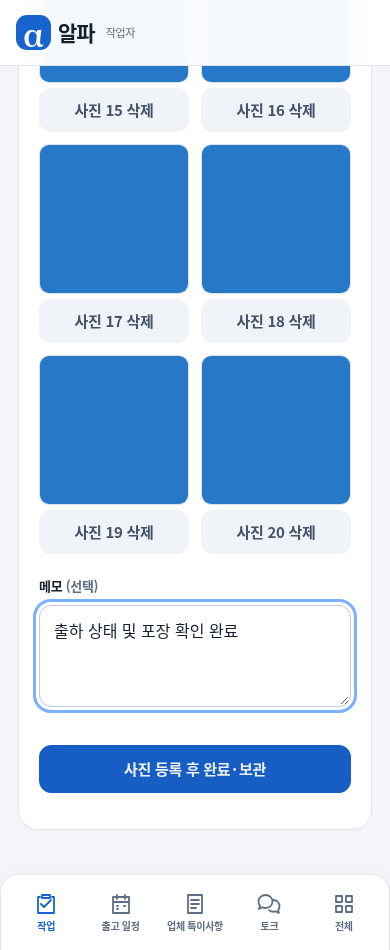 α 알파 작업자
사진 15 삭제 사진 16 삭제
사진 17 삭제 사진 18 삭제
사진 19 삭제 사진 20 삭제
메모 (선택)
출하 상태 및 포장 확인 완료
사진 등록 후 완료·보관
작업 출고 일정 업체 특이사항 토크 전체